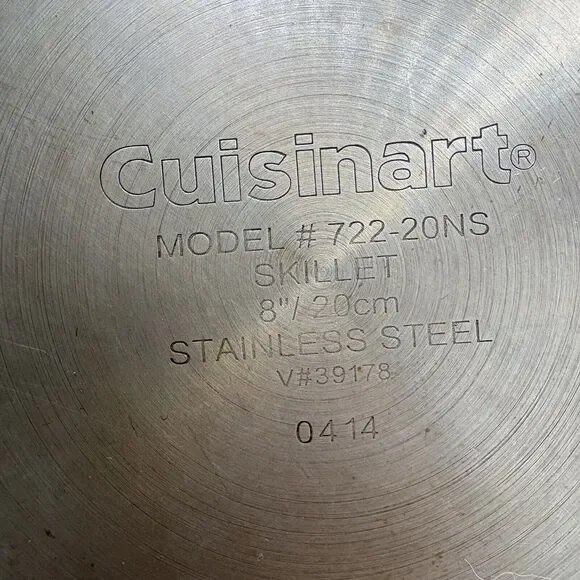 Cuisinart®
MODEL # 722-20NS
SKILLET
8"/20cm
STAINLESS STEEL
V#39178
0414